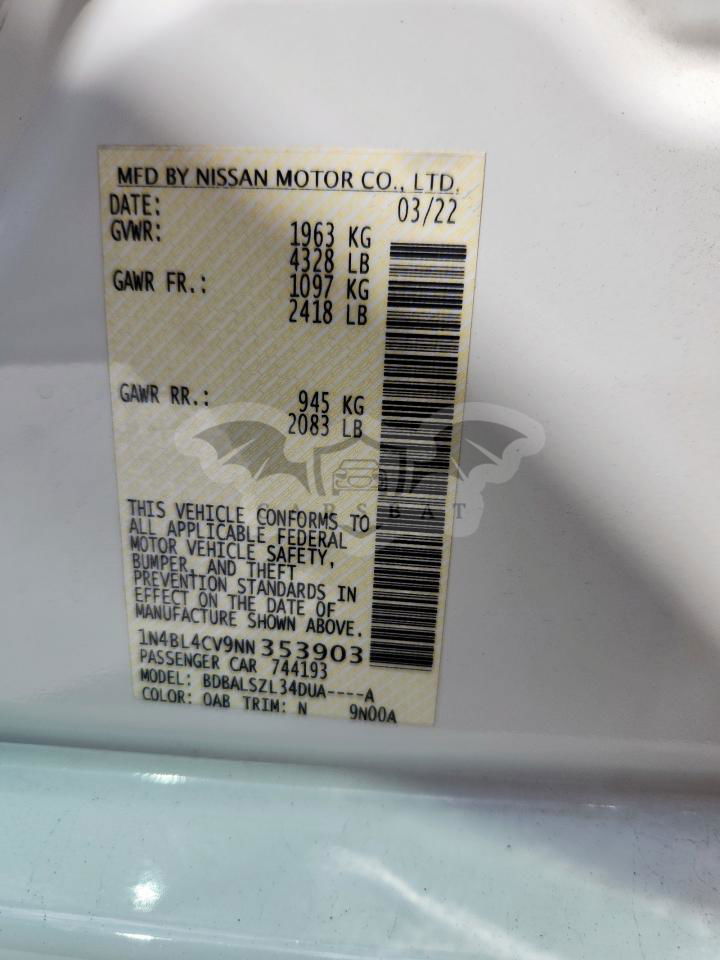 MFD BY NISSAN MOTOR CO., LTD.
DATE: 03/22
GVWR: 1963 KG
4328 LB
GAWR FR.: 1097 KG
2418 LB
GAWR RR.: 945 KG
2083 LB
CARSBAT
THIS VEHICLE CONFORMS TO
ALL APPLICABLE FEDERAL
MOTOR VEHICLE SAFETY,
BUMPER, AND THEFT
PREVENTION STANDARDS IN
EFFECT ON THE DATE OF
MANUFACTURE SHOWN ABOVE.
1N4BL4CV9NN353903
PASSENGER CAR 744193
MODEL: BDBALSZL34DUA----A
COLOR: OAB TRIM: N 9N00A